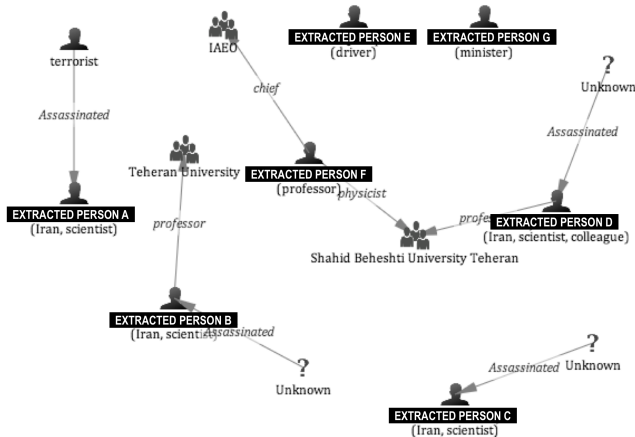 IAEO
EXTRACTED PERSON E
(driver)
EXTRACTED PERSON G
(minister)
terrorist
?
Unknown
chief
Assassinated
Assassinated
Teheran University
EXTRACTED PERSON F
(professor)
physicist
EXTRACTED PERSON A
(Iran, scientist)
professor
profe
EXTRACTED PERSON D
(Iran, scientist, colleague)
Shahid Beheshti University Teheran
EXTRACTED PERSON B
(Iran, scientist)
Assassinated
?
Unknown
?
Unknown
Assassinated
EXTRACTED PERSON C
(Iran, scientist)